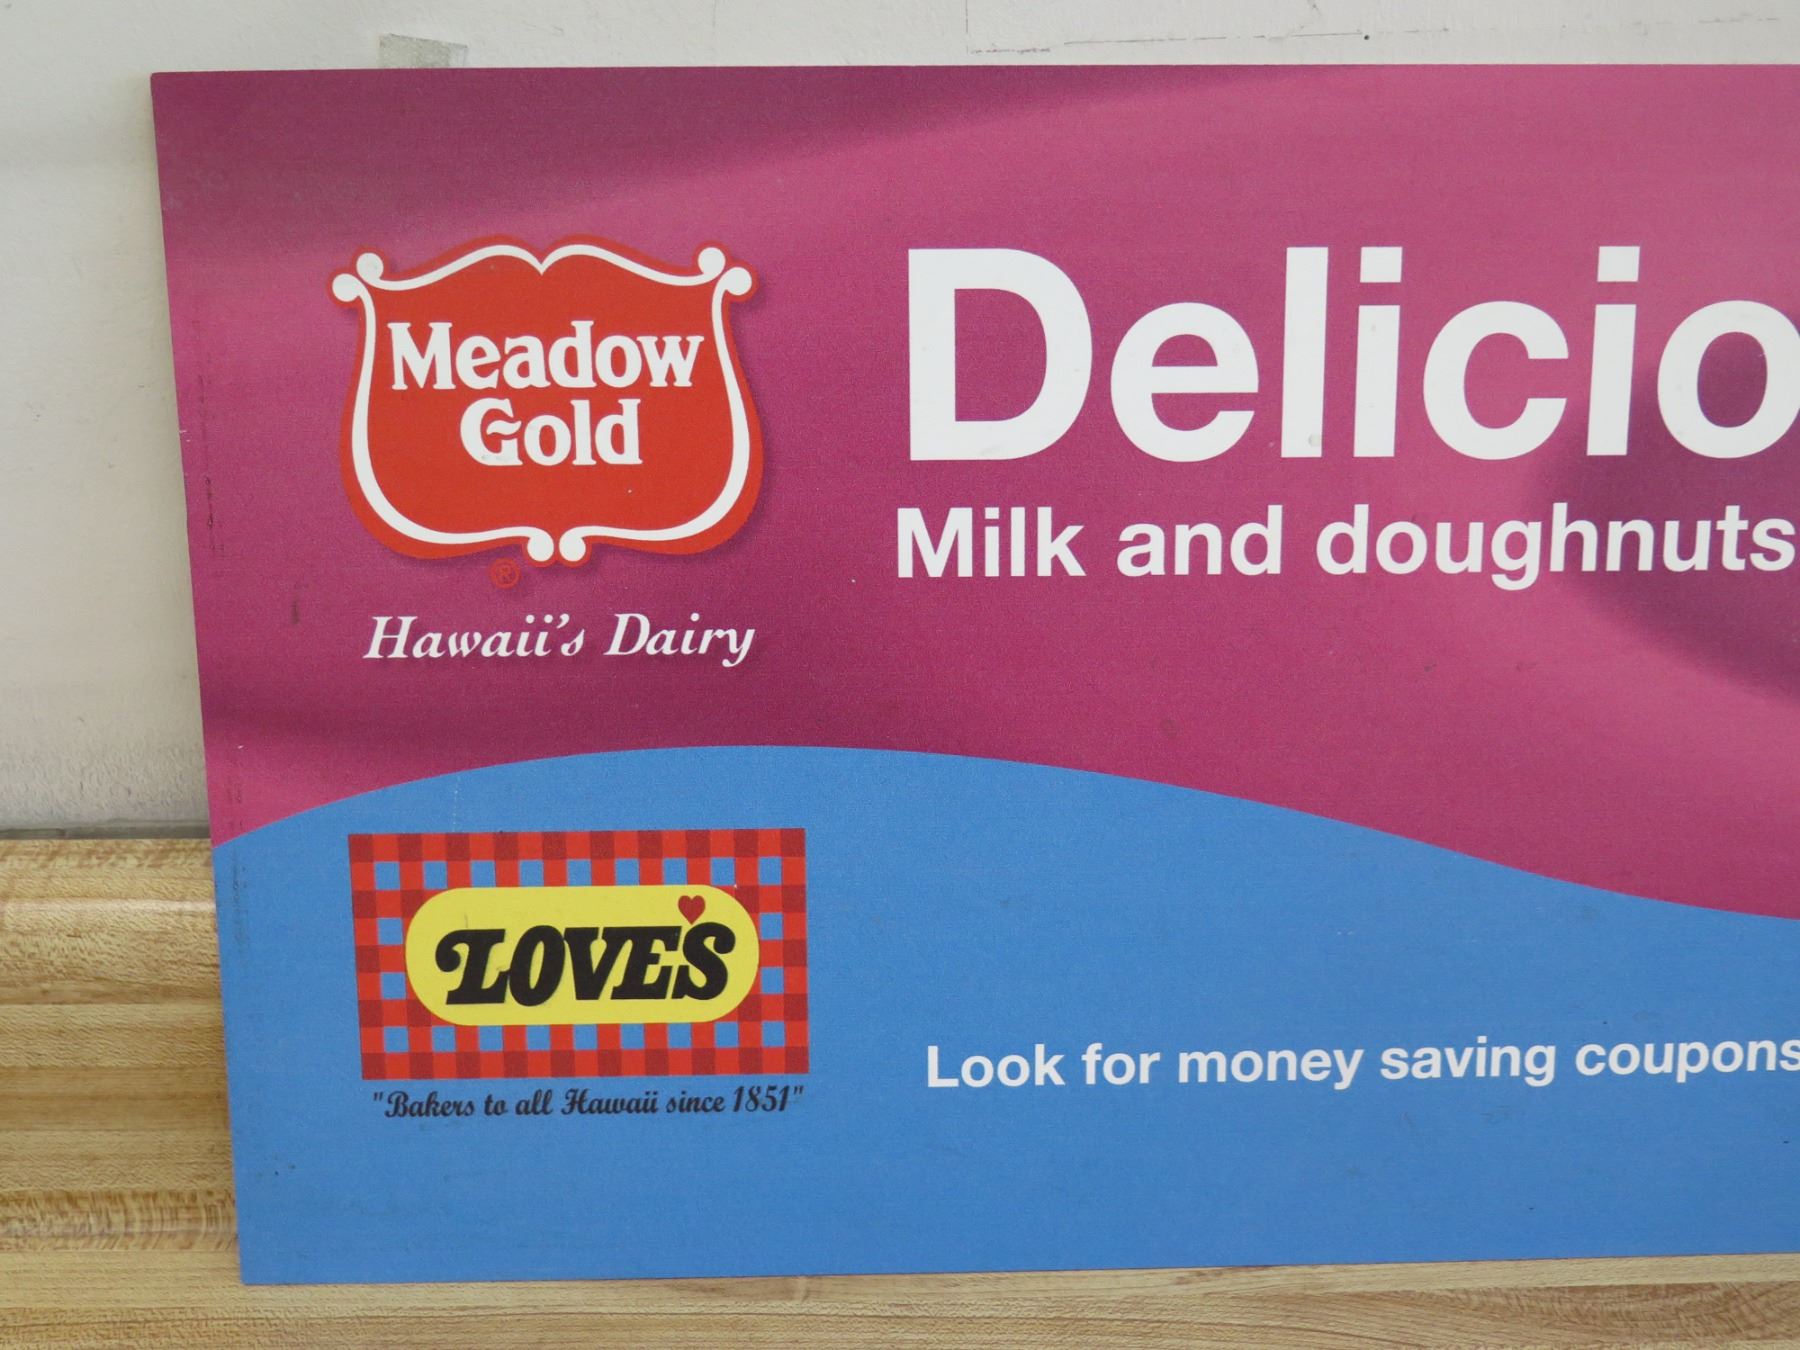 Meadow
Gold
®
Hawaii's Dairy
Delicio
Milk and doughnuts
LOVE'S
"Bakers to all Hawaii since 1851"
Look for money saving coupons